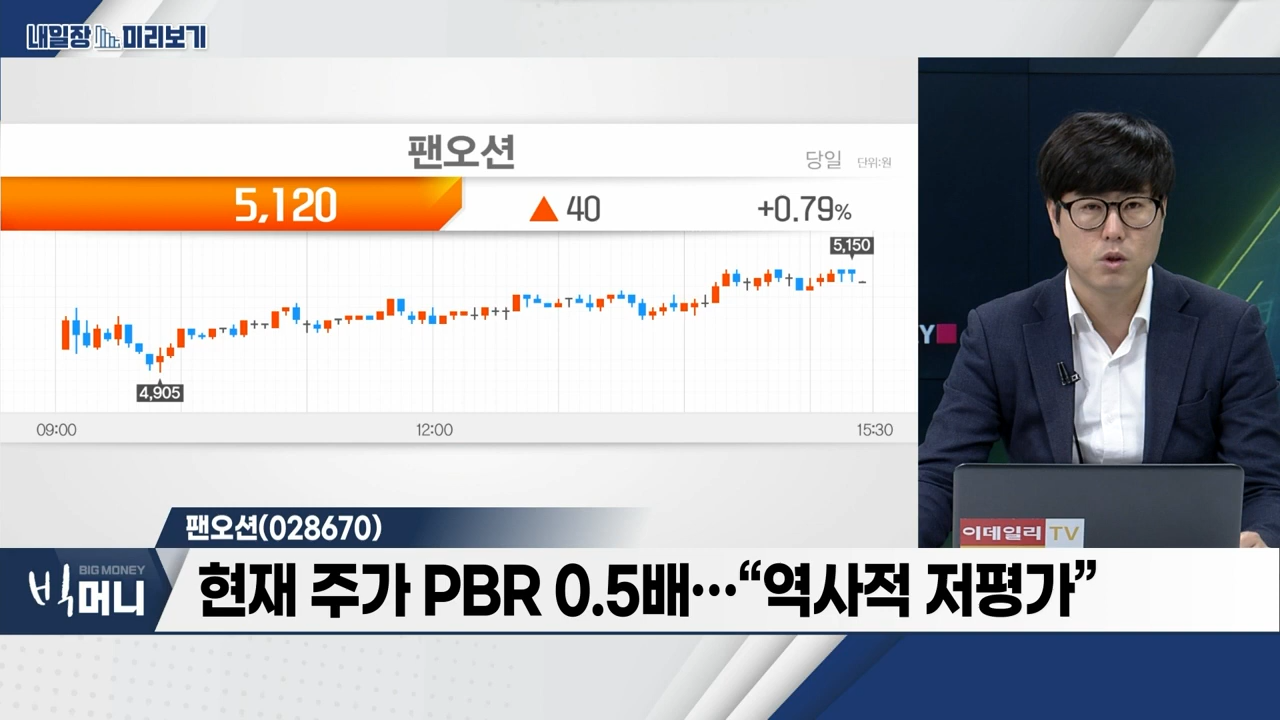 내일장 미리보기
팬오션
당일 단위:원
5,120 ▲ 40 +0.79%
5,150
4,905
09:00 12:00 15:30
Y
이데일리 TV
팬오션(028670)
BIG MONEY
빅머니
현재 주가 PBR 0.5배…“역사적 저평가”